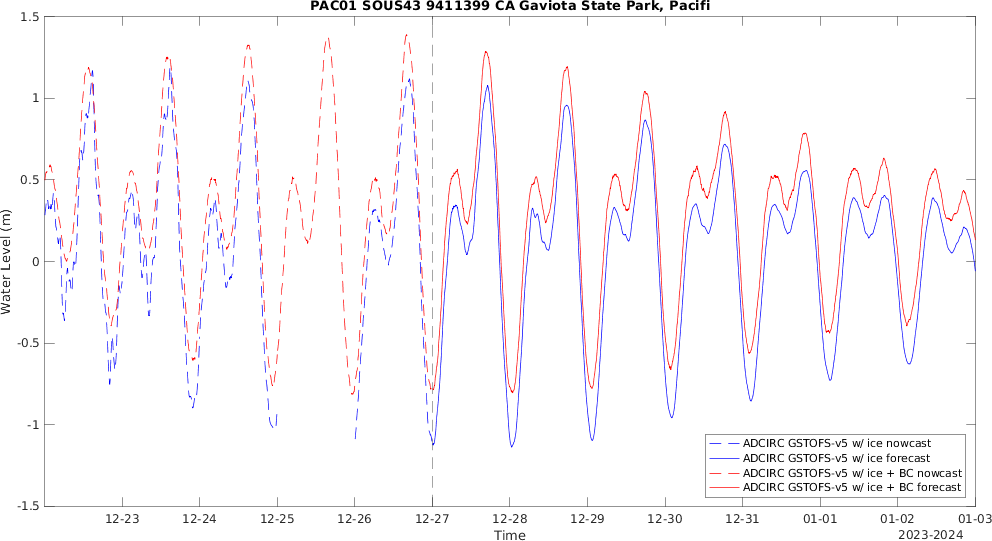 PAC01 SOUS43 9411399 CA Gaviota State Park, Pacifi
Water Level (m)
1.5
1
0.5
0
-0.5
-1
-1.5
12-23 12-24 12-25 12-26 12-27 12-28 12-29 12-30 12-31 01-01 01-02 01-03
Time
2023-2024
ADCIRC GSTOFS-v5 w/ ice nowcast
ADCIRC GSTOFS-v5 w/ ice forecast
ADCIRC GSTOFS-v5 w/ ice + BC nowcast
ADCIRC GSTOFS-v5 w/ ice + BC forecast